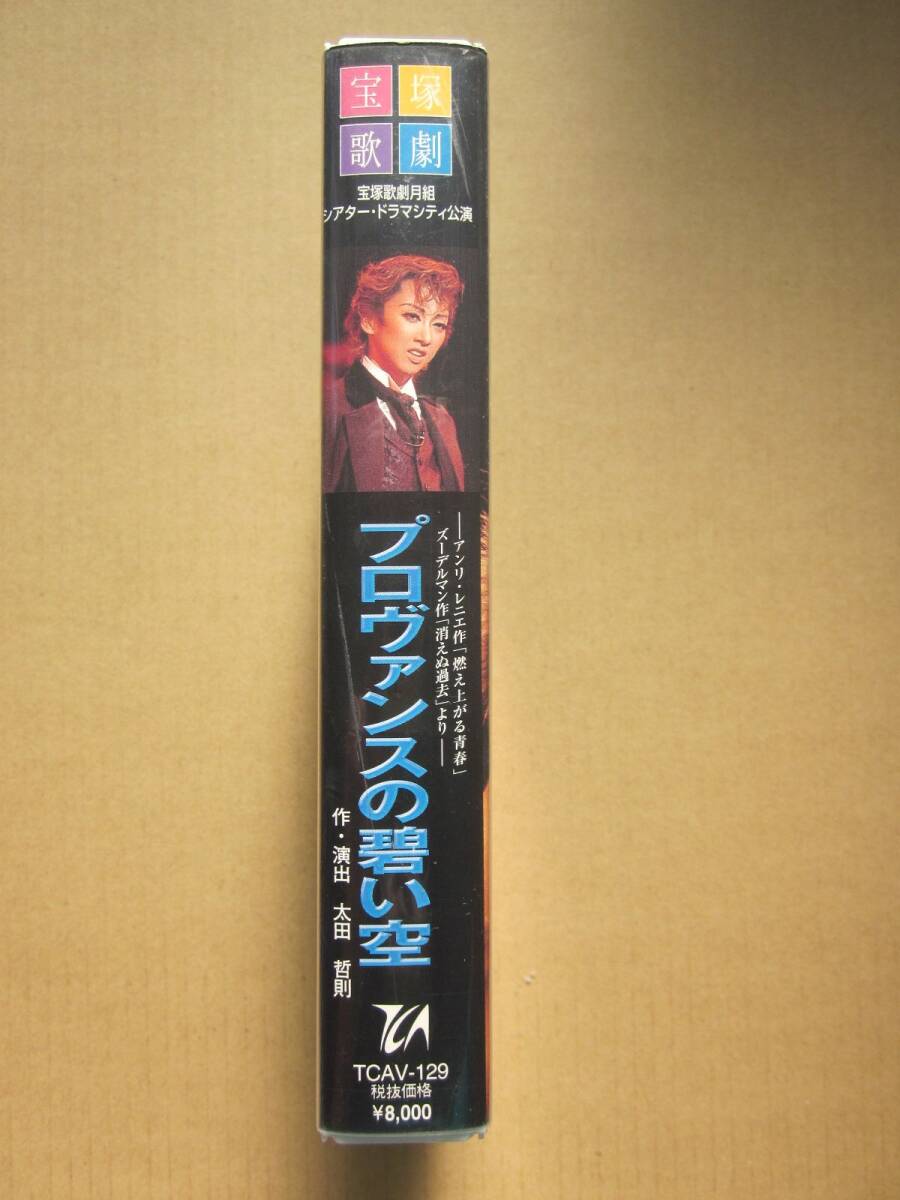 宝塚
歌劇
宝塚歌劇月組
シアター・ドラマシティ公演
――アンリ・レニエ作「燃え上がる青春」
ズーデルマン作「消えぬ過去」より――
プロヴァンスの碧い空
作・演出 太田 哲則
TCA
TCAV-129
税抜価格
¥8,000